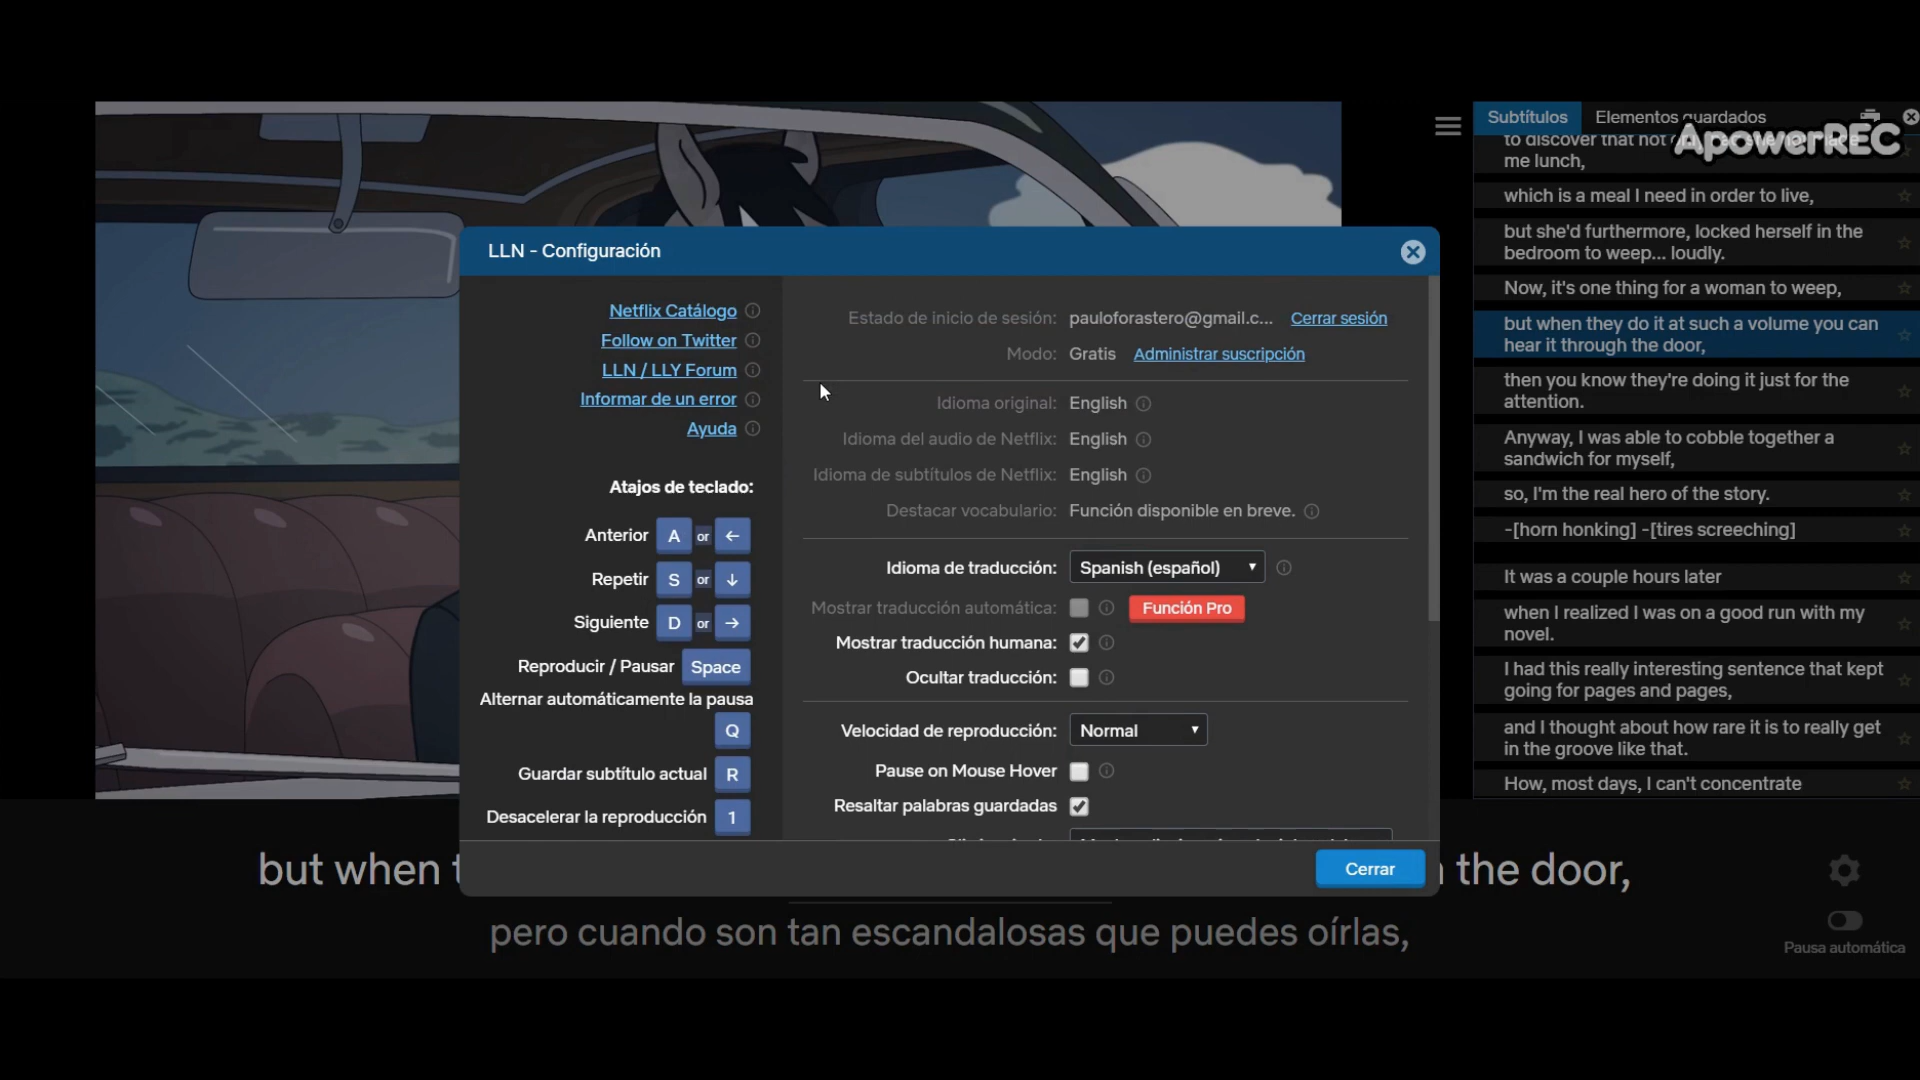 Subtítulos Elementos guardados
ApowerREC
to discover that not
me lunch,
which is a meal I need in order to live,
but she'd furthermore, locked herself in the
bedroom to weep... loudly.
Now, it's one thing for a woman to weep,
but when they do it at such a volume you can
hear it through the door,
then you know they're doing it just for the
attention.
Anyway, I was able to cobble together a
sandwich for myself,
so, I'm the real hero of the story.
-[horn honking] -[tires screeching]
It was a couple hours later
when I realized I was on a good run with my
novel.
I had this really interesting sentence that kept
going for pages and pages,
and I thought about how rare it is to really get
in the groove like that.
How, most days, I can't concentrate
LLN - Configuración
Netflix Catálogo
Follow on Twitter
LLN / LLY Forum
Informar de un error
Ayuda
Atajos de teclado:
Anterior A or ←
Repetir S or ↓
Siguiente D or →
Reproducir / Pausar Space
Alternar automáticamente la pausa
Q
Guardar subtítulo actual R
Desacelerar la reproducción 1
Estado de inicio de sesión: pauloforastero@gmail.c... Cerrar sesión
Modo: Gratis Administrar suscripción
Idioma original: English
Idioma del audio de Netflix: English
Idioma de subtítulos de Netflix: English
Destacar vocabulario: Función disponible en breve.
Idioma de traducción: Spanish (español)
Mostrar traducción automática: Función Pro
Mostrar traducción humana:
Ocultar traducción:
Velocidad de reproducción: Normal
Pause on Mouse Hover
Resaltar palabras guardadas
Cerrar
but when the door,
pero cuando son tan escandalosas que puedes oírlas,
Pausa automática